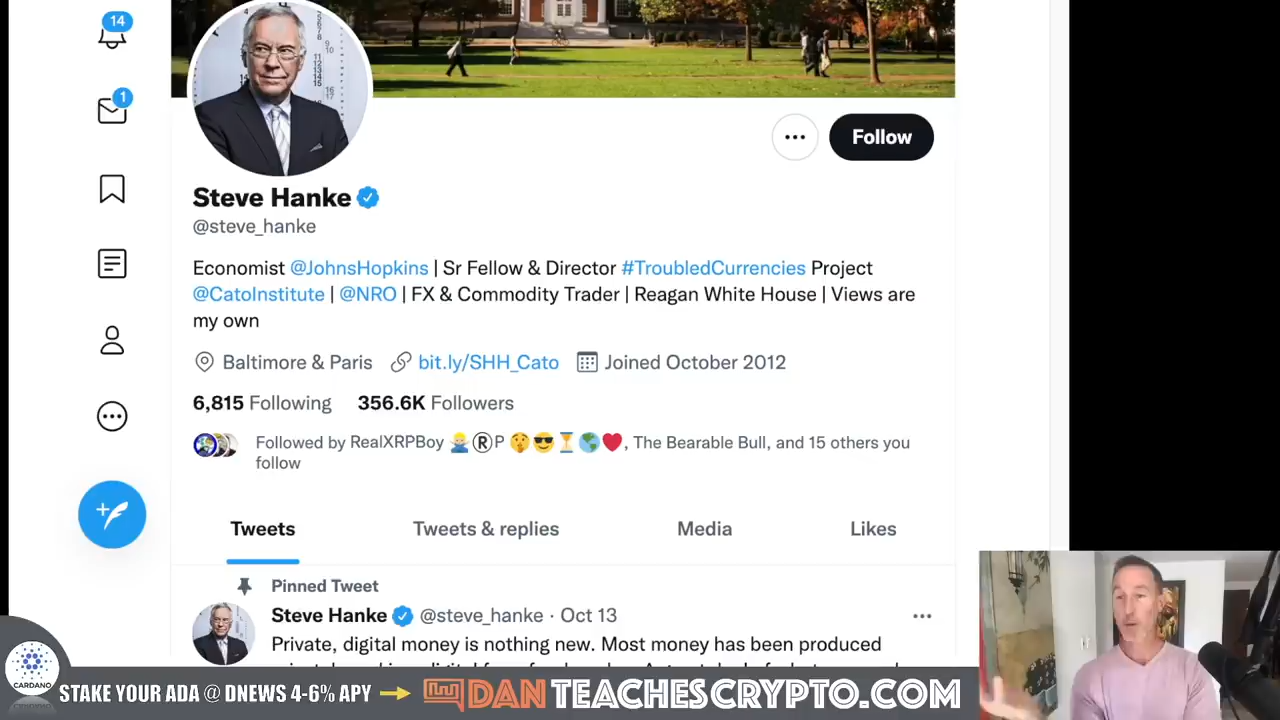 14
1
Follow
Steve Hanke
@steve_hanke
Economist @JohnsHopkins | Sr Fellow & Director #TroubledCurrencies Project
@CatoInstitute | @NRO | FX & Commodity Trader | Reagan White House | Views are
my own
Baltimore & Paris bit.ly/SHH_Cato Joined October 2012
6,815 Following 356.6K Followers
Followed by RealXRPBoy 🤷‍♂️®P 🤫😎⏳🌎❤️, The Bearable Bull, and 15 others you
follow
Tweets Tweets & replies Media Likes
Pinned Tweet
Steve Hanke @steve_hanke · Oct 13
Private, digital money is nothing new. Most money has been produced
CARDANO
STAKE YOUR ADA @ DNEWS 4-6% APY → DANTEACHESCRYPTO.COM